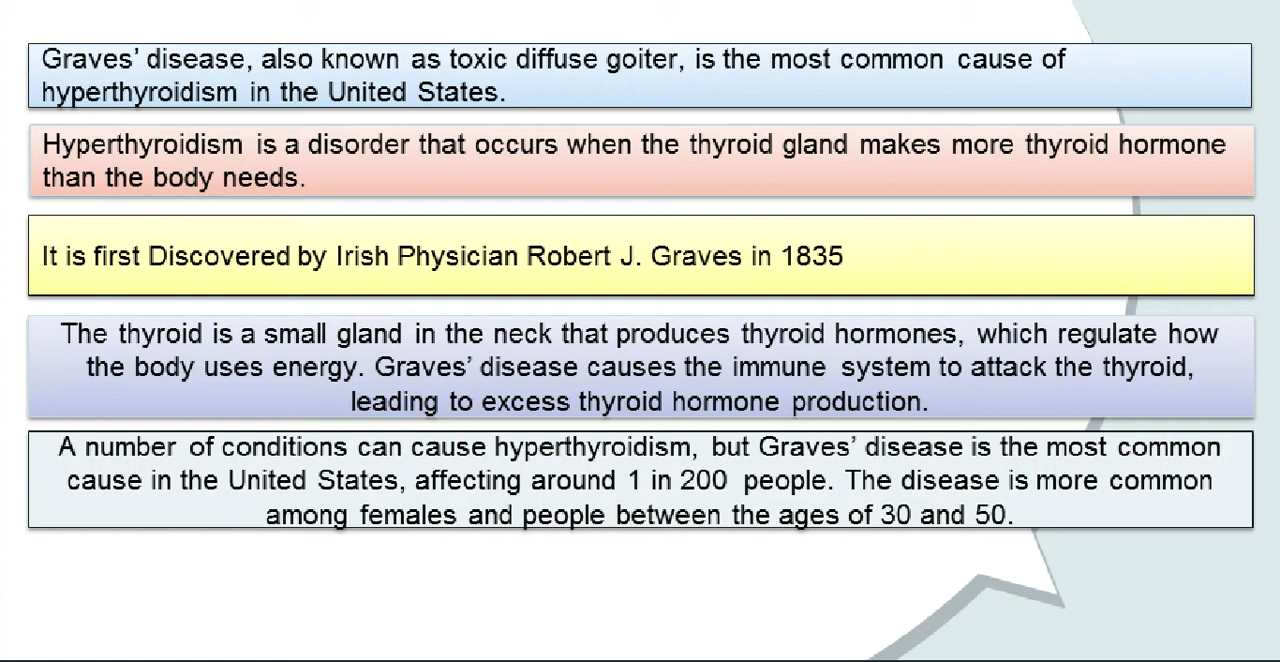 Graves’ disease, also known as toxic diffuse goiter, is the most common cause of
hyperthyroidism in the United States.
Hyperthyroidism is a disorder that occurs when the thyroid gland makes more thyroid hormone
than the body needs.
It is first Discovered by Irish Physician Robert J. Graves in 1835
The thyroid is a small gland in the neck that produces thyroid hormones, which regulate how
the body uses energy. Graves’ disease causes the immune system to attack the thyroid,
leading to excess thyroid hormone production.
A number of conditions can cause hyperthyroidism, but Graves’ disease is the most common
cause in the United States, affecting around 1 in 200 people. The disease is more common
among females and people between the ages of 30 and 50.